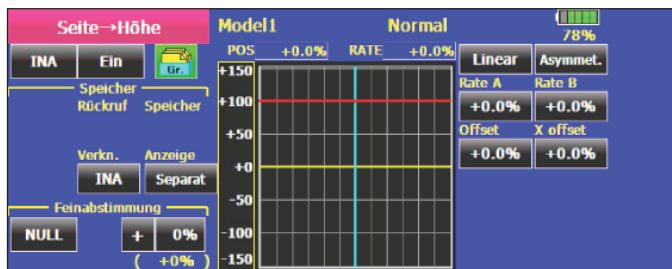 Seite→Höhe Model1 Normal 78%
POS +0.0% RATE +0.0%
INA Ein Gr. Linear Asymmet.
Speicher
Rückruf Speicher
Rate A Rate B
+0.0% +0.0%
Offset X offset
+0.0% +0.0%
Verkn. Anzeige
INA Separat
Feinabstimmung
NULL + 0%
( +0% )
+150
+100
+50
+0
-50
-100
-150